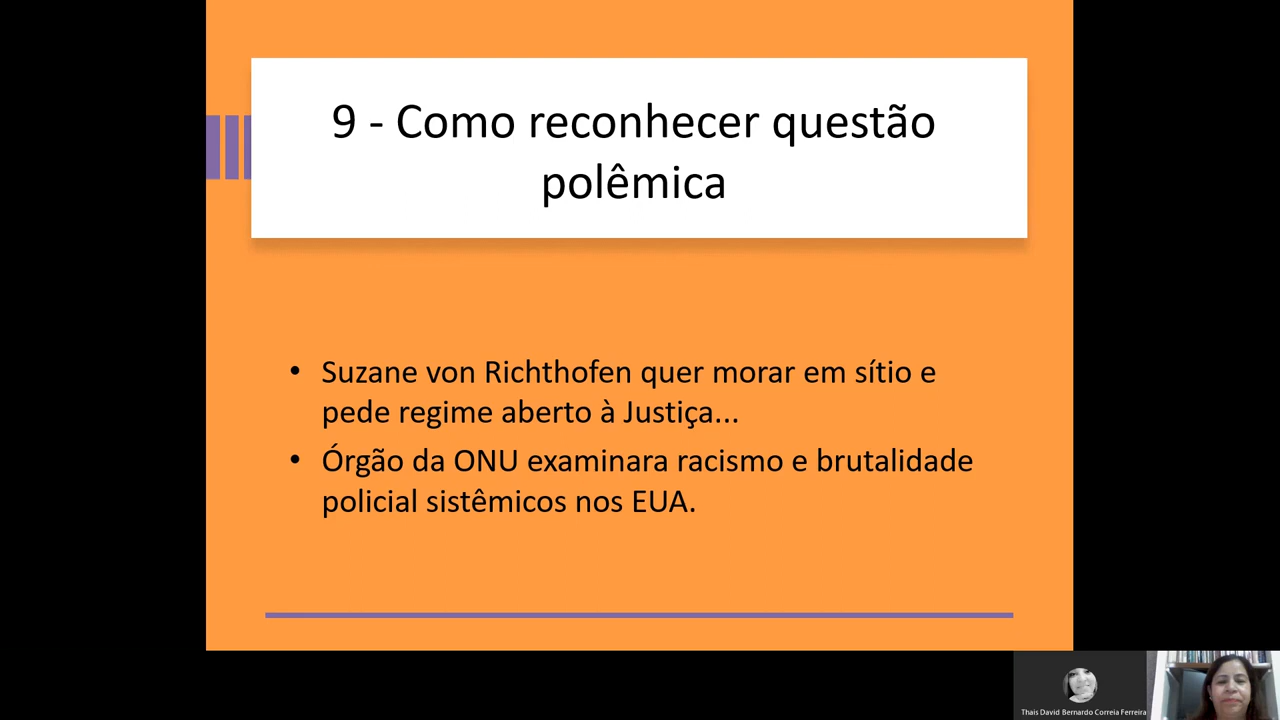 9 - Como reconhecer questão
polêmica
• Suzane von Richthofen quer morar em sítio e
pede regime aberto à Justiça...
• Órgão da ONU examinara racismo e brutalidade
policial sistêmicos nos EUA.
Thais David Bernardo Correia Ferreira